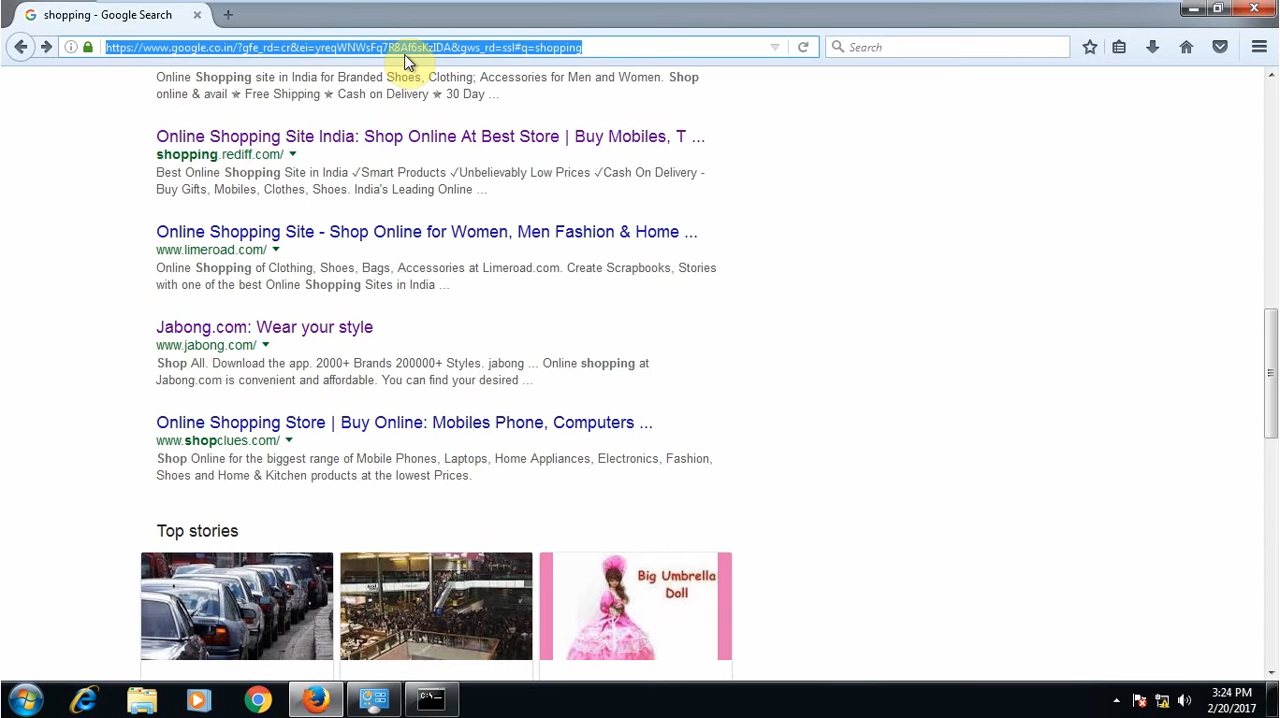 shopping - Google Search
https://www.google.co.in/?gfe_rd=cr&ei=yreqWNWsFq7R8Af6sKzIDA&gws_rd=ssl#q=shopping
Search
Online Shopping site in India for Branded Shoes, Clothing; Accessories for Men and Women. Shop
online & avail ★ Free Shipping ★ Cash on Delivery ★ 30 Day ...
Online Shopping Site India: Shop Online At Best Store | Buy Mobiles, T ...
shopping.rediff.com/
Best Online Shopping Site in India ✓Smart Products ✓Unbelievably Low Prices ✓Cash On Delivery -
Buy Gifts, Mobiles, Clothes, Shoes. India's Leading Online ...
Online Shopping Site - Shop Online for Women, Men Fashion & Home ...
www.limeroad.com/
Online Shopping of Clothing, Shoes, Bags, Accessories at Limeroad.com. Create Scrapbooks, Stories
with one of the best Online Shopping Sites in India ...
Jabong.com: Wear your style
www.jabong.com/
Shop All. Download the app. 2000+ Brands 200000+ Styles. jabong ... Online shopping at
Jabong.com is convenient and affordable. You can find your desired ...
Online Shopping Store | Buy Online: Mobiles Phone, Computers ...
www.shopclues.com/
Shop Online for the biggest range of Mobile Phones, Laptops, Home Appliances, Electronics, Fashion,
Shoes and Home & Kitchen products at the lowest Prices.
Top stories
Big Umbrella
Doll
3:24 PM
2/20/2017